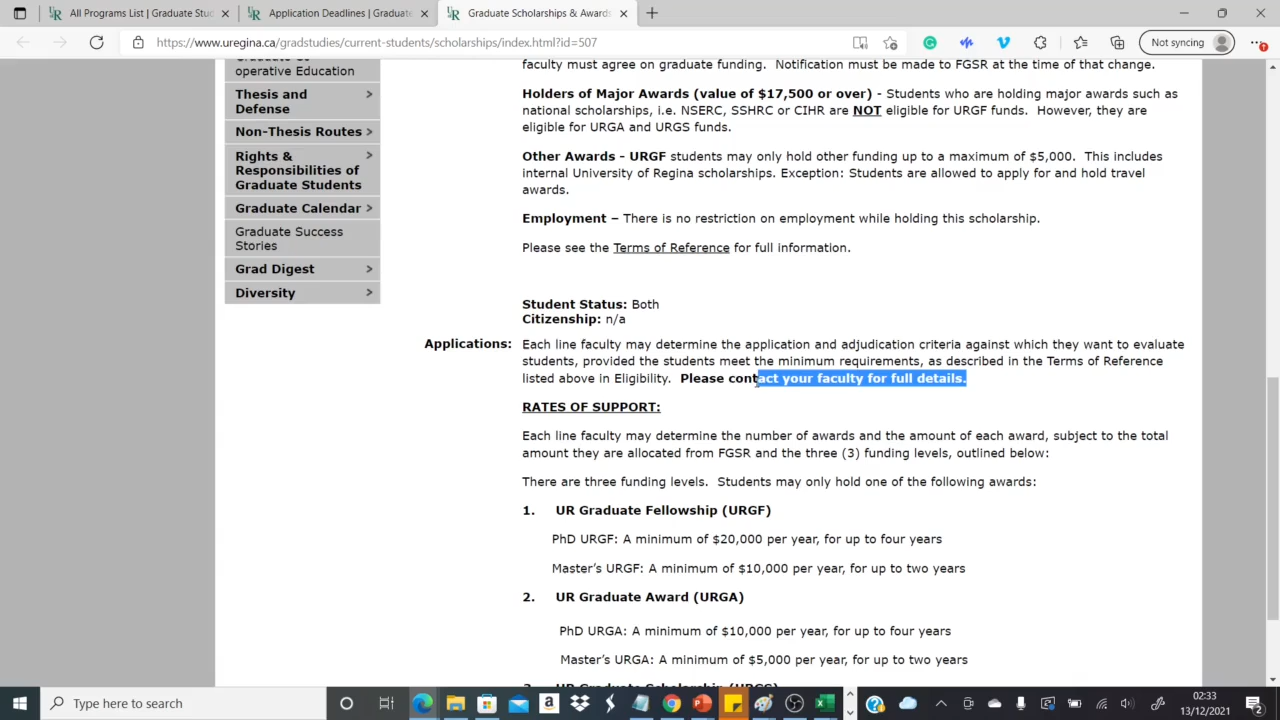 All Programs List | Graduate Stud
Application Deadlines | Graduate
Graduate Scholarships & Awards
https://www.uregina.ca/gradstudies/current-students/scholarships/index.html?id=507
Not syncing
operative Education
Thesis and
Defense
Non-Thesis Routes
Rights &
Responsibilities of
Graduate Students
Graduate Calendar
Graduate Success
Stories
Grad Digest
Diversity
faculty must agree on graduate funding. Notification must be made to FGSR at the time of that change.
Holders of Major Awards (value of $17,500 or over) - Students who are holding major awards such as
national scholarships, i.e. NSERC, SSHRC or CIHR are NOT eligible for URGF funds. However, they are
eligible for URGA and URGS funds.
Other Awards - URGF students may only hold other funding up to a maximum of $5,000. This includes
internal University of Regina scholarships. Exception: Students are allowed to apply for and hold travel
awards.
Employment – There is no restriction on employment while holding this scholarship.
Please see the Terms of Reference for full information.
Student Status: Both
Citizenship: n/a
Applications: Each line faculty may determine the application and adjudication criteria against which they want to evaluate
students, provided the students meet the minimum requirements, as described in the Terms of Reference
listed above in Eligibility. Please contact your faculty for full details.
RATES OF SUPPORT:
Each line faculty may determine the number of awards and the amount of each award, subject to the total
amount they are allocated from FGSR and the three (3) funding levels, outlined below:
There are three funding levels. Students may only hold one of the following awards:
1. UR Graduate Fellowship (URGF)
PhD URGF: A minimum of $20,000 per year, for up to four years
Master's URGF: A minimum of $10,000 per year, for up to two years
2. UR Graduate Award (URGA)
PhD URGA: A minimum of $10,000 per year, for up to four years
Master's URGA: A minimum of $5,000 per year, for up to two years
Type here to search
02:33
13/12/2021
2